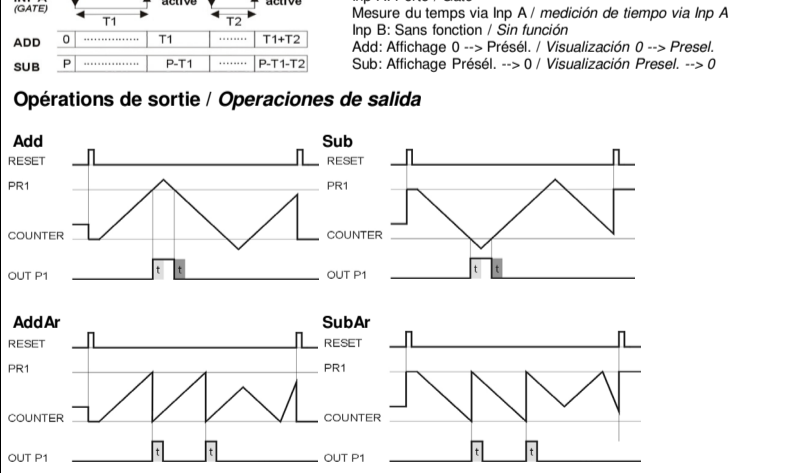 (GATE)
active
active
T1
T2
ADD 0 T1 T1+T2
SUB P P-T1 P-T1-T2
Mesure du temps via Inp A / medición de tiempo via Inp A
Inp B: Sans fonction / Sin función
Add: Affichage 0 --> Présél. / Visualización 0 --> Presel.
Sub: Affichage Présél. --> 0 / Visualización Presel. --> 0
Opérations de sortie / Operaciones de salida
Add
RESET
PR1
COUNTER
OUT P1
t t
Sub
RESET
PR1
COUNTER
OUT P1
t t
AddAr
RESET
PR1
COUNTER
OUT P1
t t
SubAr
RESET
PR1
COUNTER
OUT P1
t t